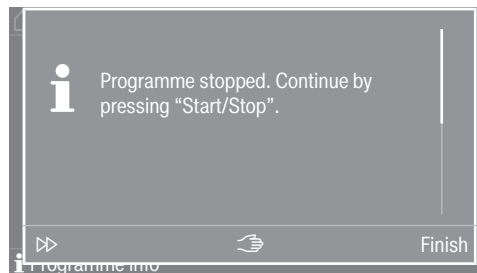 Programme stopped. Continue by
pressing “Start/Stop”.
Finish
Programme info